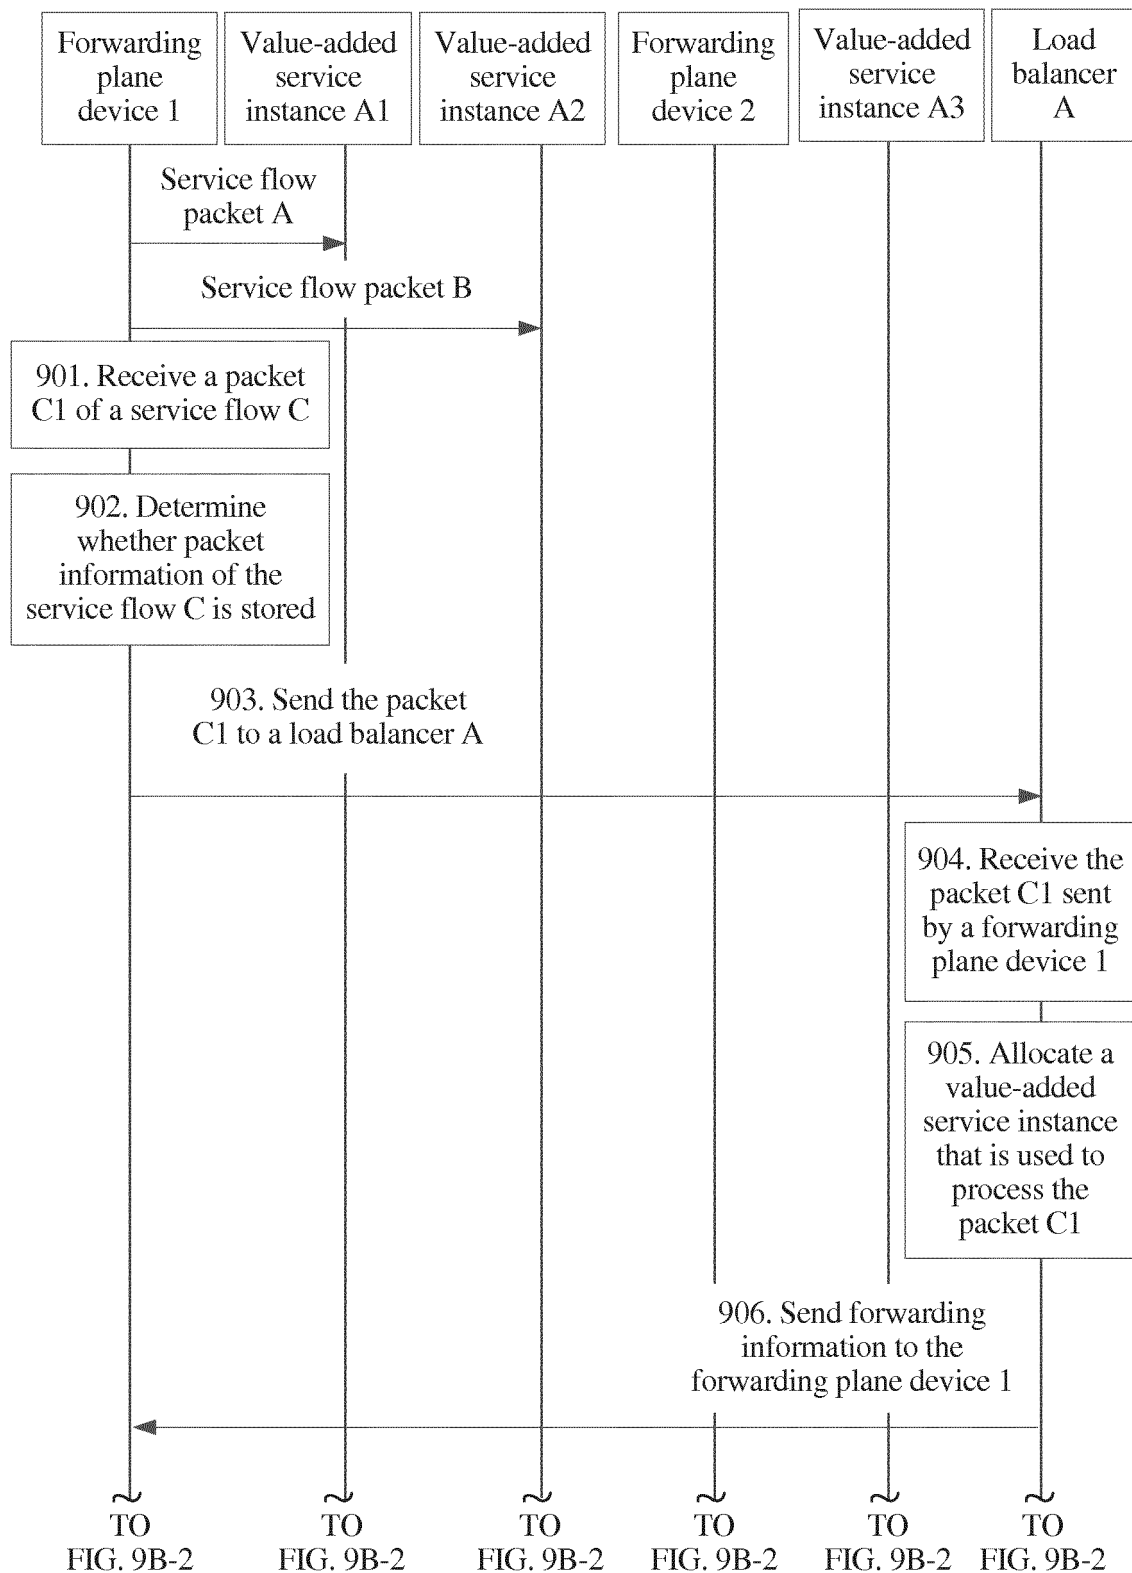 Forwarding
plane
device 1
Value-added
service
instance A1
Value-added
service
instance A2
Forwarding
plane
device 2
Value-added
service
instance A3
Load
balancer
A
Service flow
packet A
Service flow packet B
901. Receive a packet
C1 of a service flow C
902. Determine
whether packet
information of the
service flow C is stored
903. Send the packet
C1 to a load balancer A
904. Receive the
packet C1 sent
by a forwarding
plane device 1
905. Allocate a
value-added
service instance
that is used to
process the
packet C1
906. Send forwarding
information to the
forwarding plane device 1
TO
FIG. 9B-2
TO
FIG. 9B-2
TO
FIG. 9B-2
TO
FIG. 9B-2
TO
FIG. 9B-2
TO
FIG. 9B-2